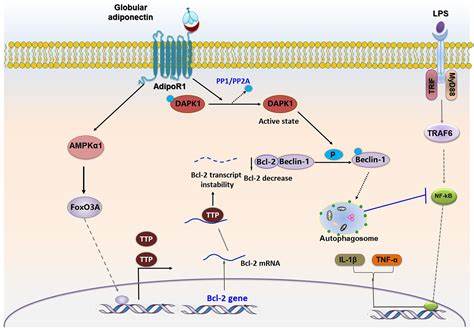 Globular
adiponectin
LPS
AdipoR1
PP1/PP2A
TRIF
MyD88
DAPK1
DAPK1
Active state
TRAF6
AMPKα1
Bcl-2 transcript
instability
Bcl-2
Beclin-1
P
Beclin-1
Bcl-2 decrease
FoxO3A
TTP
NF-kB
Autophagosome
TTP
TTP
Bcl-2 mRNA
IL-1β
TNF-α
Bcl-2 gene